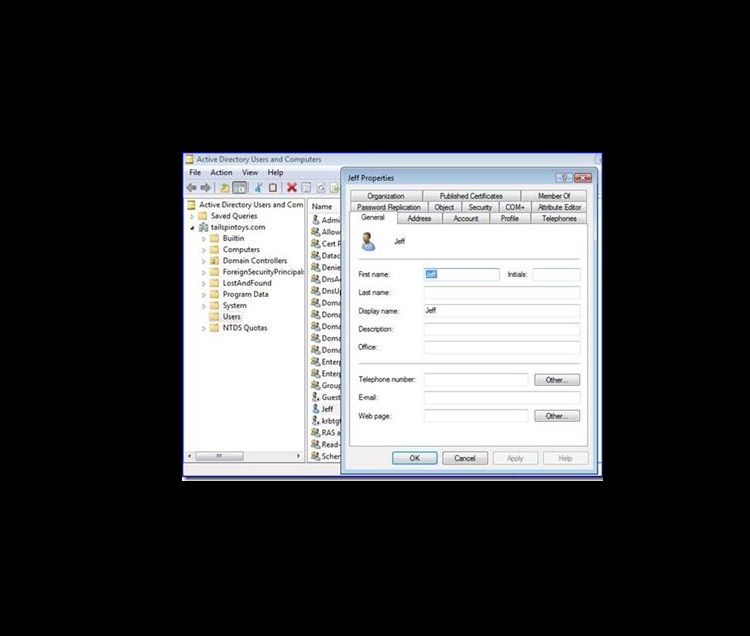 Active Directory Users and Computers
File Action View Help
Active Directory Users and Com
Saved Queries
tailspintoys.com
Builtin
Computers
Domain Controllers
ForeignSecurityPrincipals
LostAndFound
Program Data
System
Users
NTDS Quotas
Name
Admi
Allow
Cert P
Datac
Denie
DnsA
DnsUp
Doma
Doma
Doma
Doma
Doma
Enterp
Enterp
Group
Guest
Jeff
krbtgt
RAS a
Read-
Schem
Jeff Properties
Organization Published Certificates Member Of
Password Replication Object Security COM+ Attribute Editor
General Address Account Profile Telephones
Jeff
First name: Jeff Initials:
Last name:
Display name: Jeff
Description:
Office:
Telephone number: Other...
E-mail:
Web page: Other...
OK Cancel Apply Help